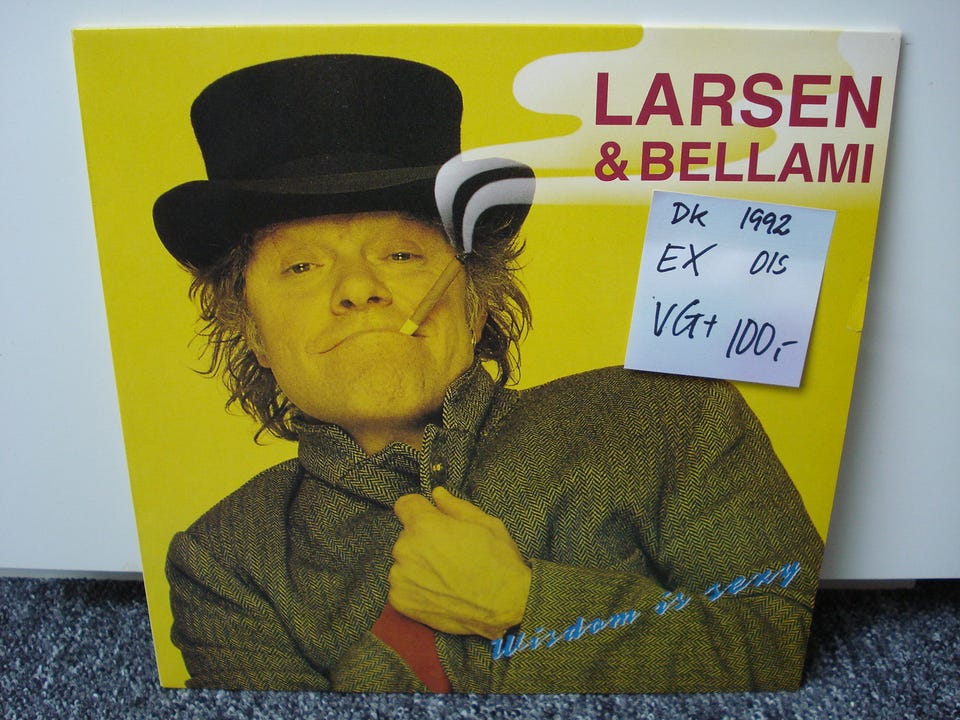 LARSEN
& BELLAMI
DK 1992
EX OIS
VG+ 100,-
Wisdom is sexy